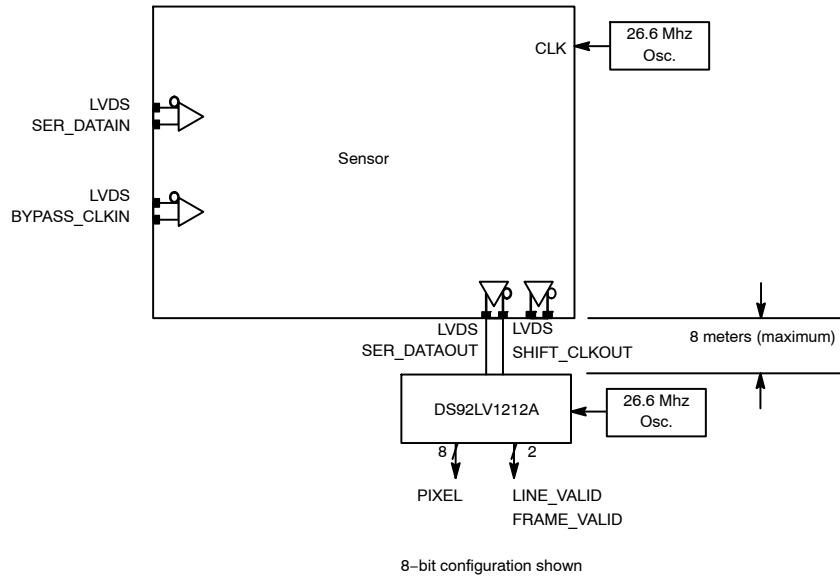 26.6 Mhz
Osc.
CLK
LVDS
SER_DATAIN
Sensor
LVDS
BYPASS_CLKIN
LVDS
SER_DATAOUT
LVDS
SHIFT_CLKOUT
8 meters (maximum)
DS92LV1212A
26.6 Mhz
Osc.
8
2
PIXEL
LINE_VALID
FRAME_VALID
8−bit configuration shown